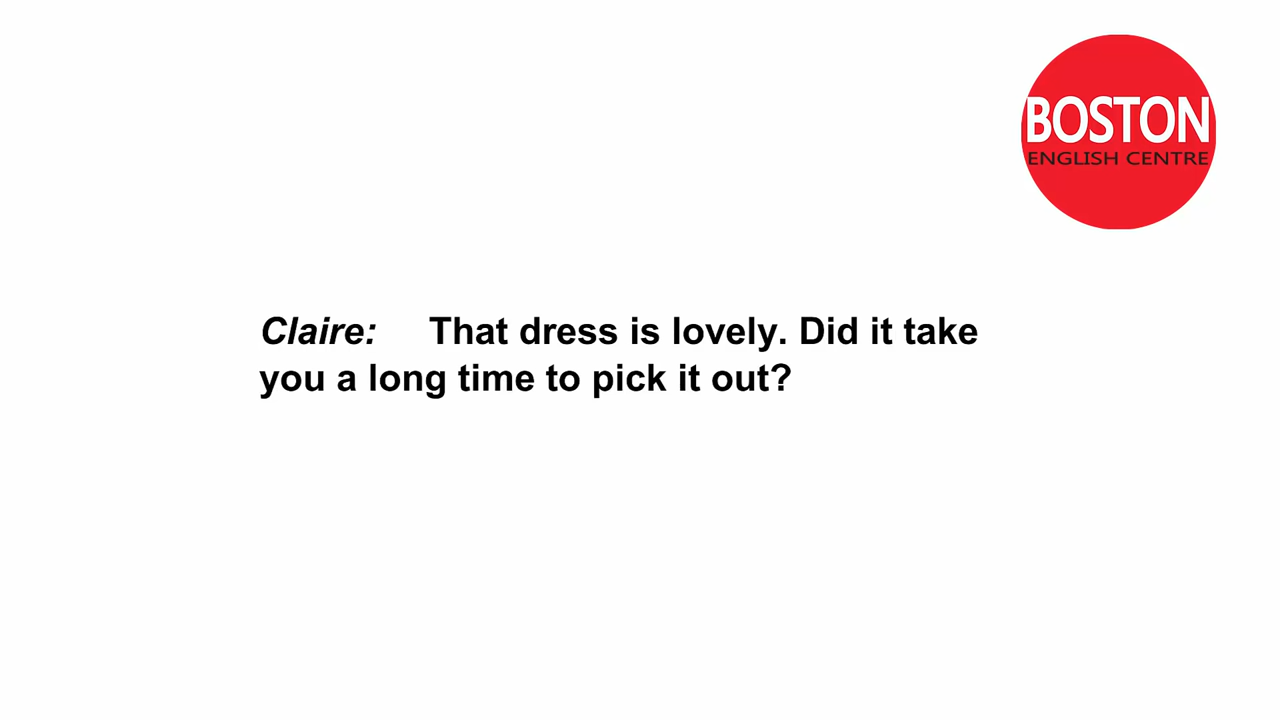 BOSTON
ENGLISH CENTRE
Claire: That dress is lovely. Did it take
you a long time to pick it out?